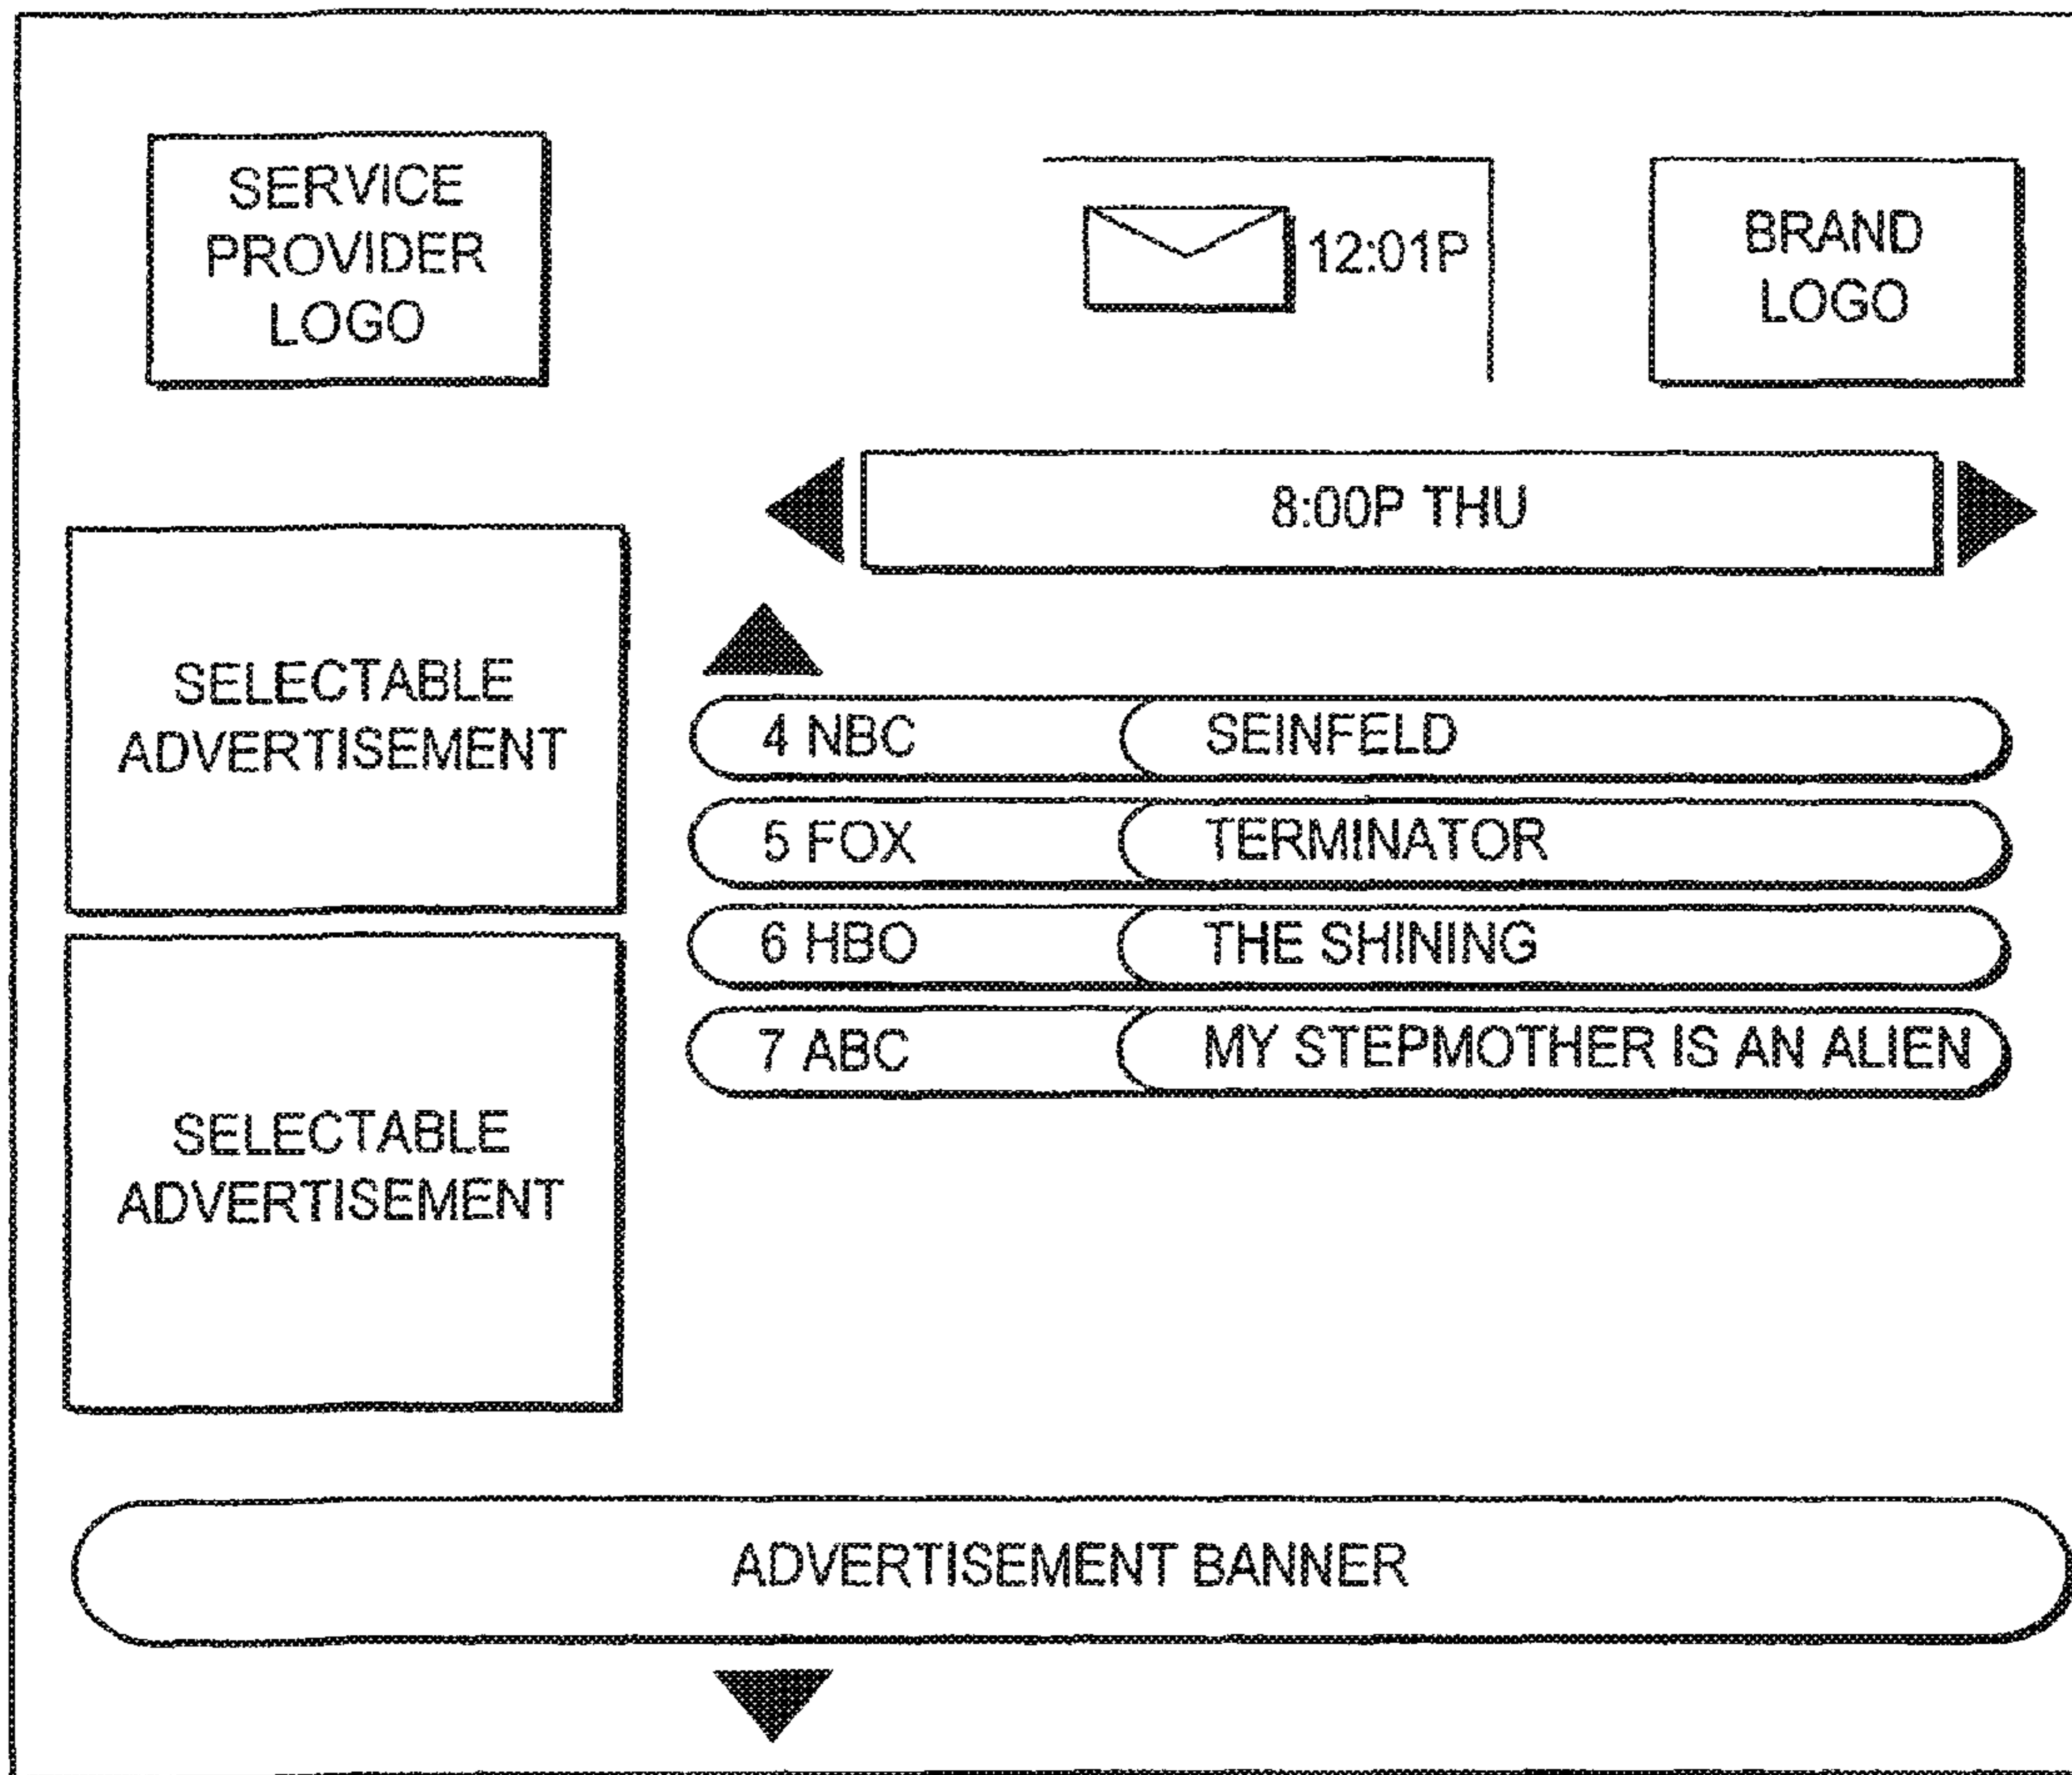 SERVICE
PROVIDER
LOGO
12:01P
BRAND
LOGO
8:00P THU
SELECTABLE
ADVERTISEMENT
4 NBC SEINFELD
5 FOX TERMINATOR
6 HBO THE SHINING
7 ABC MY STEPMOTHER IS AN ALIEN
SELECTABLE
ADVERTISEMENT
ADVERTISEMENT BANNER